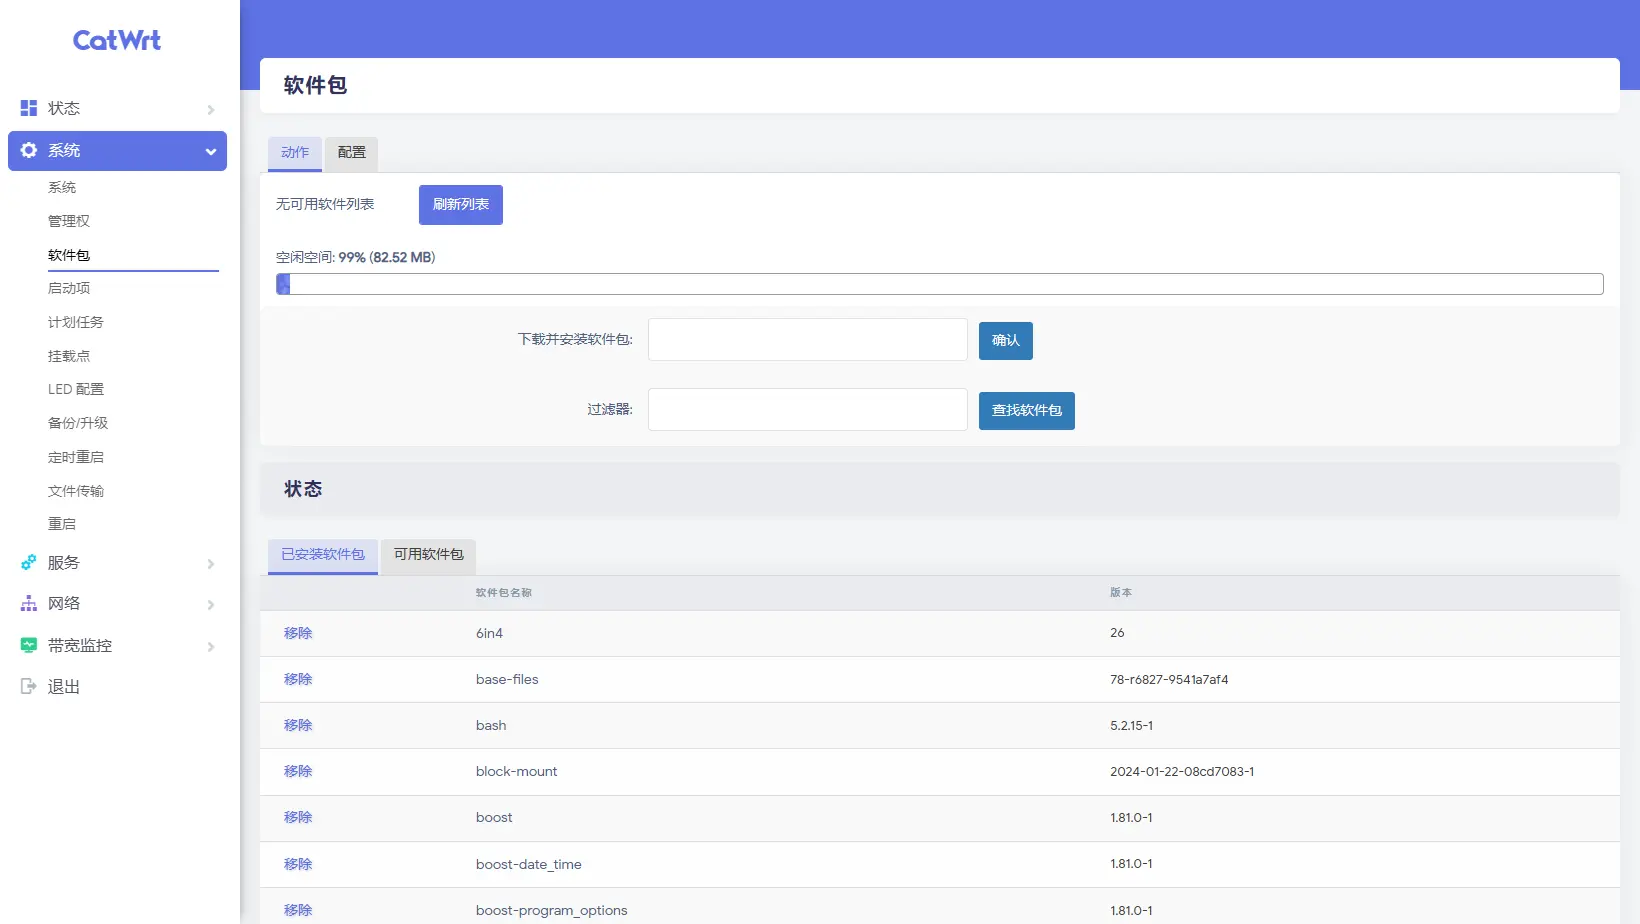 CatWrt
状态
系统
系统
管理权
软件包
启动项
计划任务
挂载点
LED 配置
备份/升级
定时重启
文件传输
重启
服务
网络
带宽监控
退出
软件包
动作 配置
无可用软件列表 刷新列表
空闲空间: 99% (82.52 MB)
下载并安装软件包: 确认
过滤器: 查找软件包
状态
已安装软件包 可用软件包
软件包名称 版本
移除 6in4 26
移除 base-files 78-r6827-9541a7af4
移除 bash 5.2.15-1
移除 block-mount 2024-01-22-08cd7083-1
移除 boost 1.81.0-1
移除 boost-date_time 1.81.0-1
移除 boost-program_options 1.81.0-1